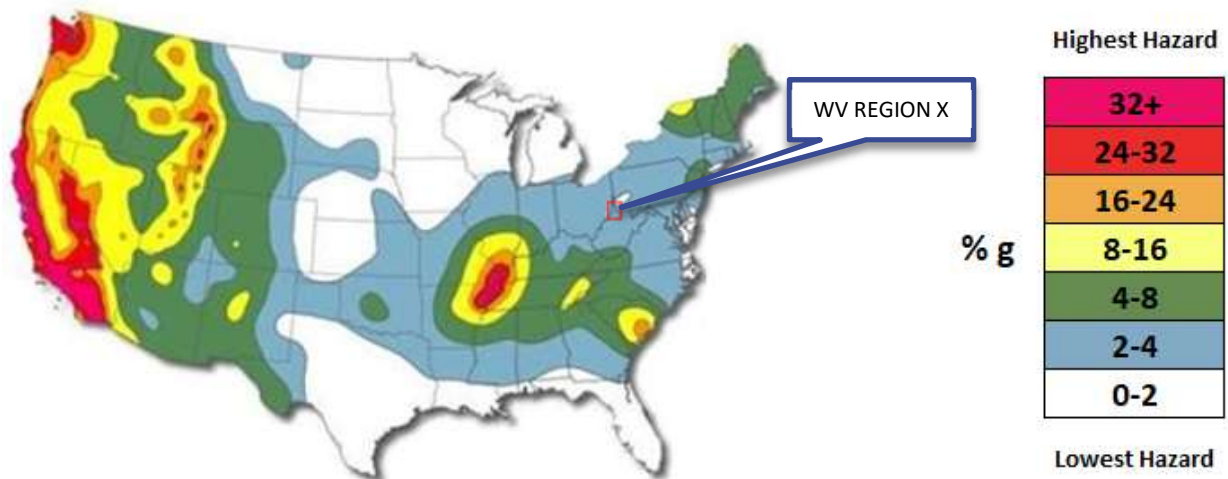 Highest Hazard
WV REGION X
32+
24-32
16-24
% g
8-16
4-8
2-4
0-2
Lowest Hazard